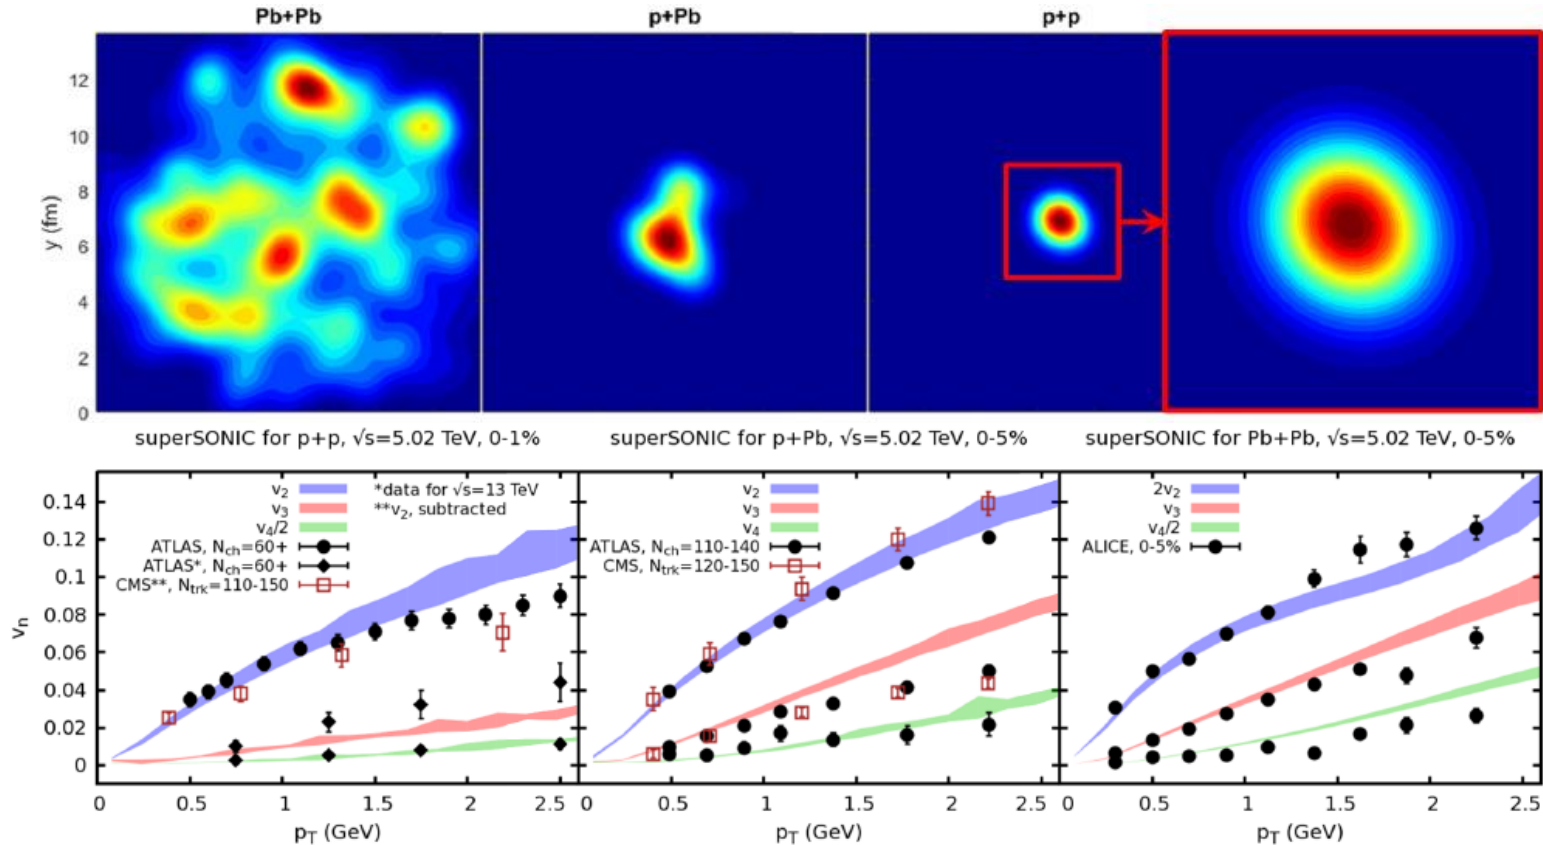 Pb+Pb
p+Pb
p+p
y (fm)
12
10
8
6
4
2
0
superSONIC for p+p, √s=5.02 TeV, 0-1%
superSONIC for p+Pb, √s=5.02 TeV, 0-5%
superSONIC for Pb+Pb, √s=5.02 TeV, 0-5%
vn
0.14
0.12
0.1
0.08
0.06
0.04
0.02
0
v2
v3
v4/2
ATLAS, Nch=60+
ATLAS*, Nch=60+
CMS**, Ntrk=110-150
*data for √s=13 TeV
**v2, subtracted
0 0.5 1 1.5 2 2.5
pT (GeV)
v2
v3
v4
ATLAS, Nch=110-140
CMS, Ntrk=120-150
0 0.5 1 1.5 2 2.5
pT (GeV)
2v2
v3
v4/2
ALICE, 0-5%
0 0.5 1 1.5 2 2.5
pT (GeV)